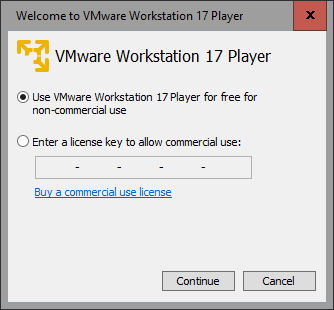 Welcome to VMware Workstation 17 Player
X
VMware Workstation 17 Player
Use VMware Workstation 17 Player for free for
non-commercial use
Enter a license key to allow commercial use:
- - - -
Buy a commercial use license
Continue Cancel